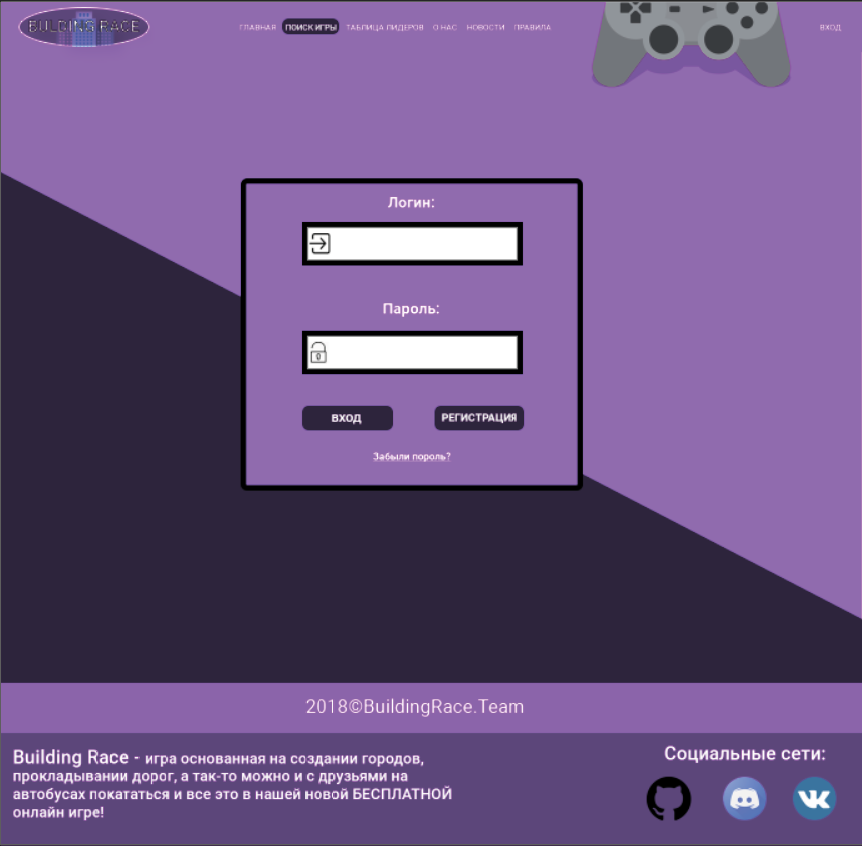 BUILDING RACE
ГЛАВНАЯ ПОИСК ИГРЫ ТАБЛИЦА ЛИДЕРОВ О НАС НОВОСТИ ПРАВИЛА ВХОД
Логин:
Пароль:
ВХОД РЕГИСТРАЦИЯ
Забыли пороль?
2018©BuildingRace.Team
Building Race - игра основанная на создании городов,
прокладывании дорог, а так-то можно и с друзьями на
автобусах покататься и все это в нашей новой БЕСПЛАТНОЙ
онлайн игре!
Социальные сети: